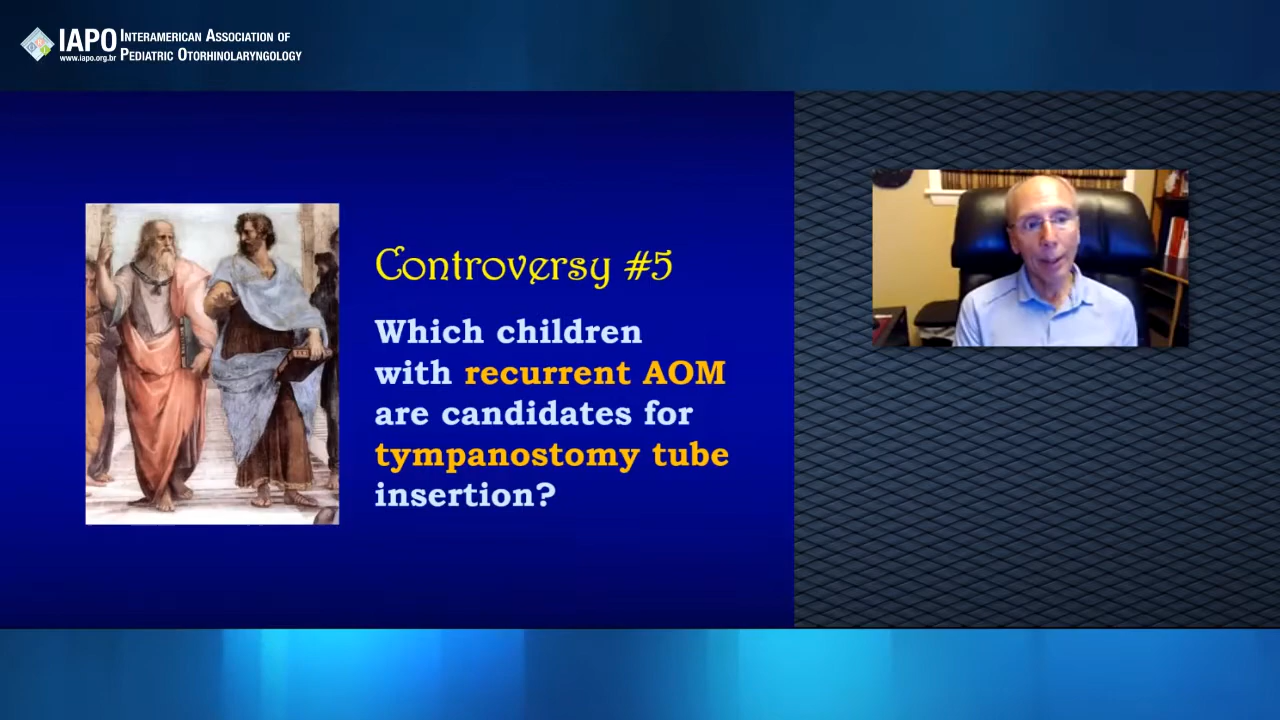 IAPO
INTERAMERICAN ASSOCIATION OF
PEDIATRIC OTORHINOLARYNGOLOGY
www.iapo.org.br
Controversy #5
Which children
with recurrent AOM
are candidates for
tympanostomy tube
insertion?